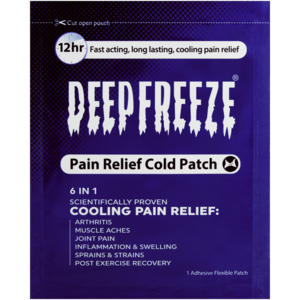 Cut open pouch
12hr Fast acting, long lasting, cooling pain relief
DEEP FREEZE®
Pain Relief Cold Patch
6 IN 1
SCIENTIFICALLY PROVEN
COOLING PAIN RELIEF:
ARTHRITIS
MUSCLE ACHES
JOINT PAIN
INFLAMMATION & SWELLING
SPRAINS & STRAINS
POST EXERCISE RECOVERY
1 Adhesive Flexible Patch